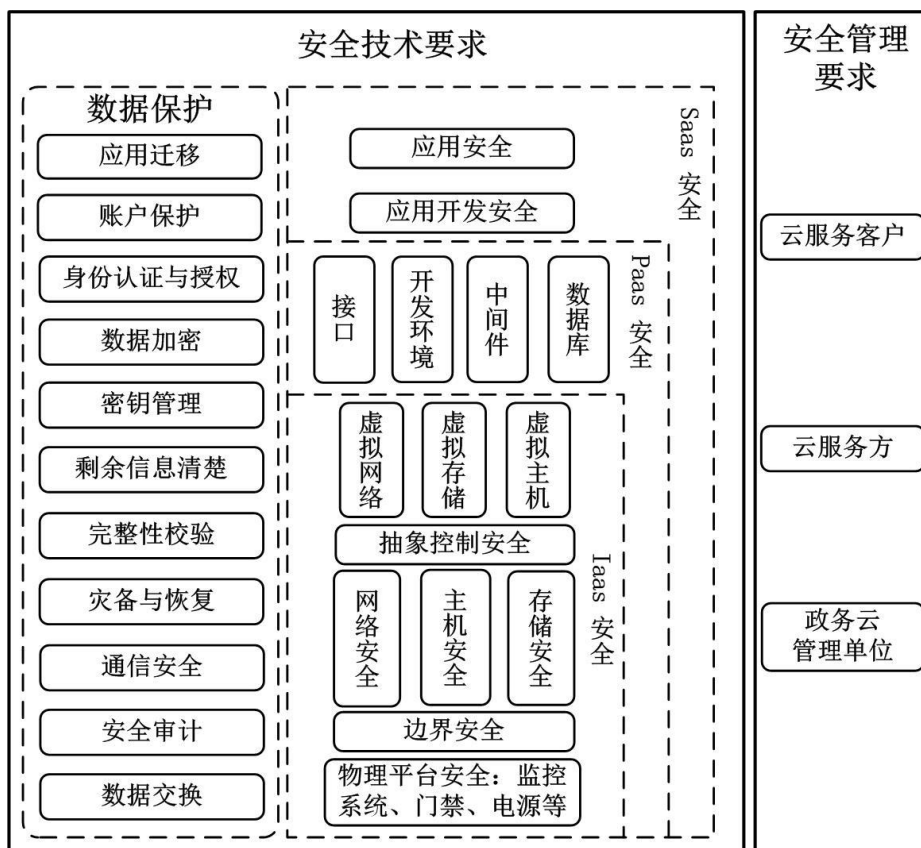 安全技术要求
数据保护
应用迁移
账户保护
身份认证与授权
数据加密
密钥管理
剩余信息清楚
完整性校验
灾备与恢复
通信安全
安全审计
数据交换
应用安全
应用开发安全
Saas 安全
接口
开发环境
中间件
数据库
Paas 安全
虚拟网络
虚拟存储
虚拟主机
抽象控制安全
网络安全
主机安全
存储安全
Iaas 安全
边界安全
物理平台安全：监控
系统、门禁、电源等
安全管理
要求
云服务客户
云服务方
政务云
管理单位